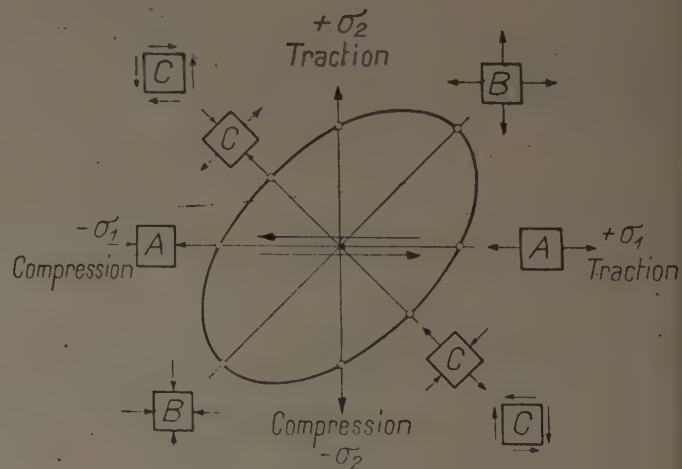 +σ2
Traction
C
B
C
-σ1
A
Compression
A
+σ1
Traction
C
B
Compression
-σ2
C